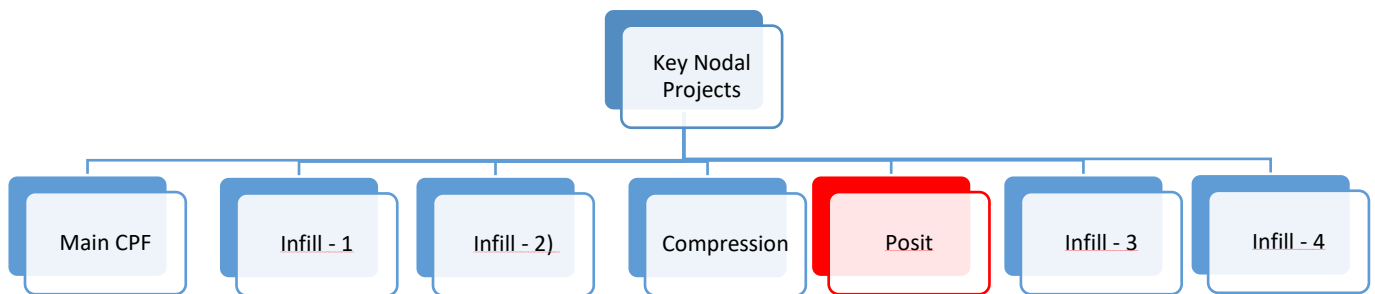 Key Nodal
Projects
Main CPF
Infill - 1
Infill - 2)
Compression
Posit
Infill - 3
Infill - 4